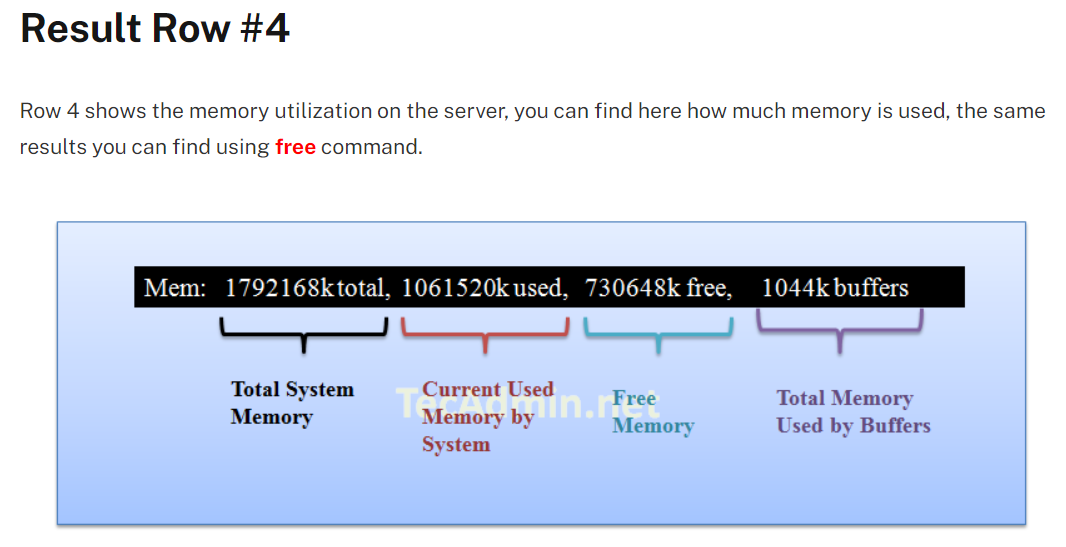 Result Row #4
Row 4 shows the memory utilization on the server, you can find here how much memory is used, the same
results you can find using free command.
Mem: 1792168k total, 1061520k used, 730648k free, 1044k buffers
Total System
Memory
Current Used
Memory by
System
Free
Memory
Total Memory
Used by Buffers
TecAdmin.net